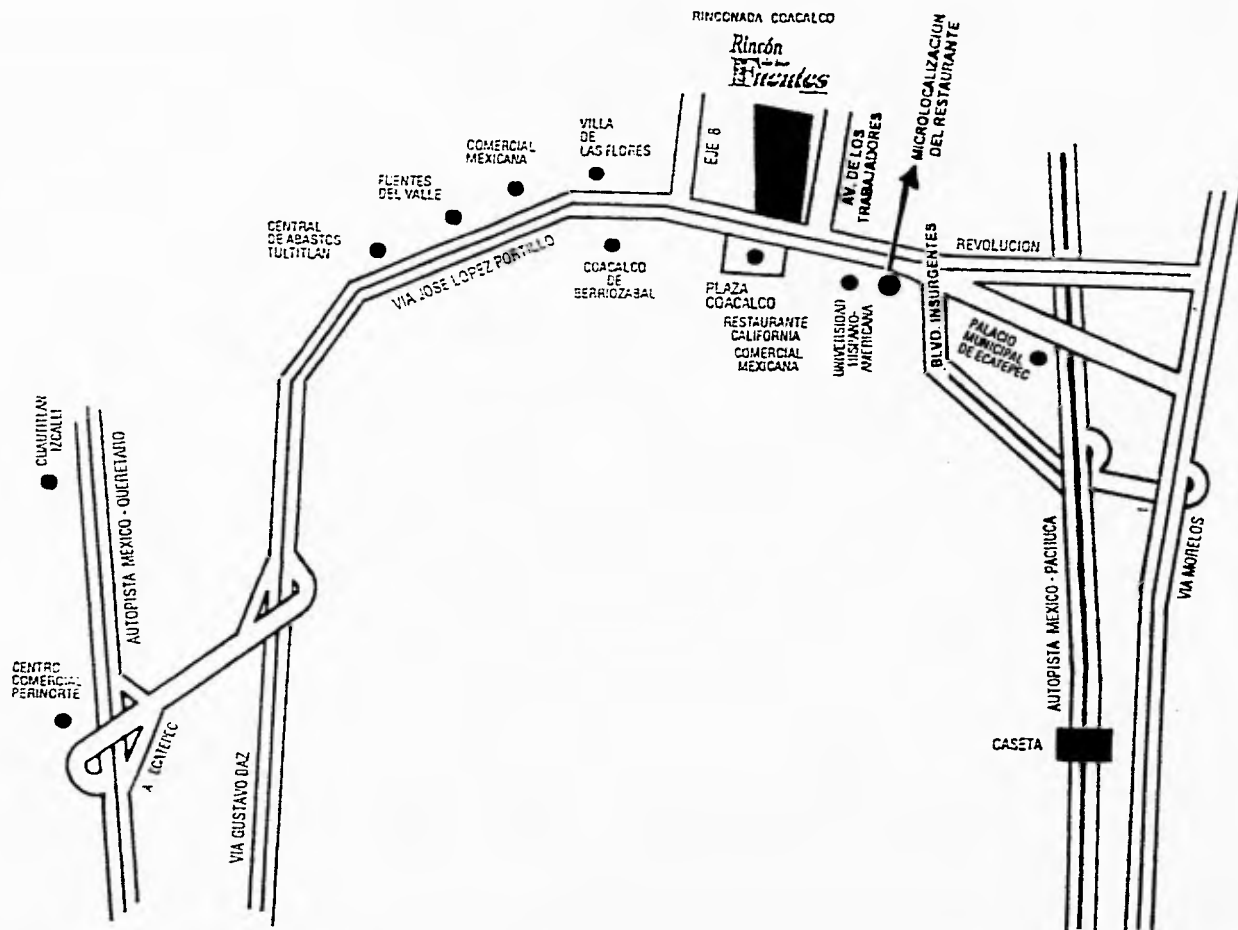 RINCONADA COACALCO
Rincón
de las
Fuentes
MICROLOCALIZACION
DEL RESTAURANTE
VILLA
DE
LAS FLORES
COMERCIAL
MEXICANA
EJE 8
AV. DE LOS
TRABAJADORES
FUENTES
DEL VALLE
CENTRAL
DE ABASTOS
TULTITLAN
VIA JOSE LOPEZ PORTILLO
COACALCO
DE
BERRIOZABAL
PLAZA
COACALCO
RESTAURANTE
CALIFORNIA
COMERCIAL
MEXICANA
UNIVERSIDAD
HISPANO-
AMERICANA
BLVD. INSURGENTES
REVOLUCION
PALACIO
MUNICIPAL
DE ECATEPEC
CUAUTITLAN
IZCALLI
AUTOPISTA MEXICO - QUERETARO
CENTRO
COMERCIAL
PERINORTE
A ECATEPEC
VIA GUSTAVO DAZ
AUTOPISTA MEXICO - PACHUCA
VIA MORELOS
CASETA